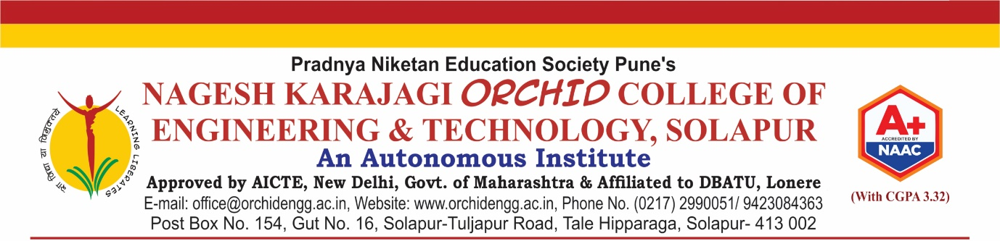 Pradnya Niketan Education Society Pune's
NAGESH KARAJAGI ORCHID COLLEGE OF
ENGINEERING & TECHNOLOGY, SOLAPUR
An Autonomous Institute
Approved by AICTE, New Delhi, Govt. of Maharashtra & Affiliated to DBATU, Lonere
E-mail: office@orchidengg.ac.in, Website: www.orchidengg.ac.in, Phone No. (0217) 2990051/ 9423084363
Post Box No. 154, Gut No. 16, Solapur-Tuljapur Road, Tale Hipparaga, Solapur- 413 002
सा विद्या या विमुक्तये
LEARNING LIBERATES
A+
ACCREDITED BY
NAAC
(With CGPA 3.32)